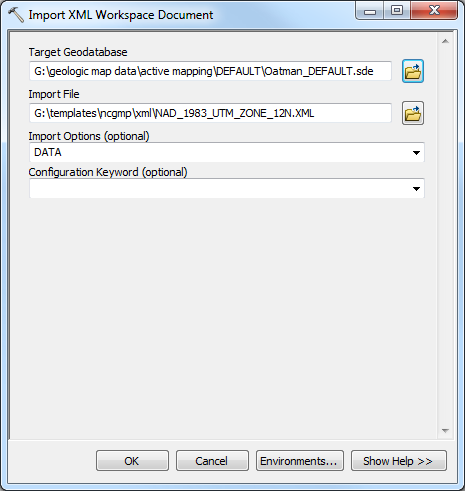 Import XML Workspace Document
Target Geodatabase
G:\geologic map data\active mapping\DEFAULT\Oatman_DEFAULT.sde
Import File
G:\templates\ncgmp\xml\NAD_1983_UTM_ZONE_12N.XML
Import Options (optional)
DATA
Configuration Keyword (optional)
OK Cancel Environments... Show Help >>